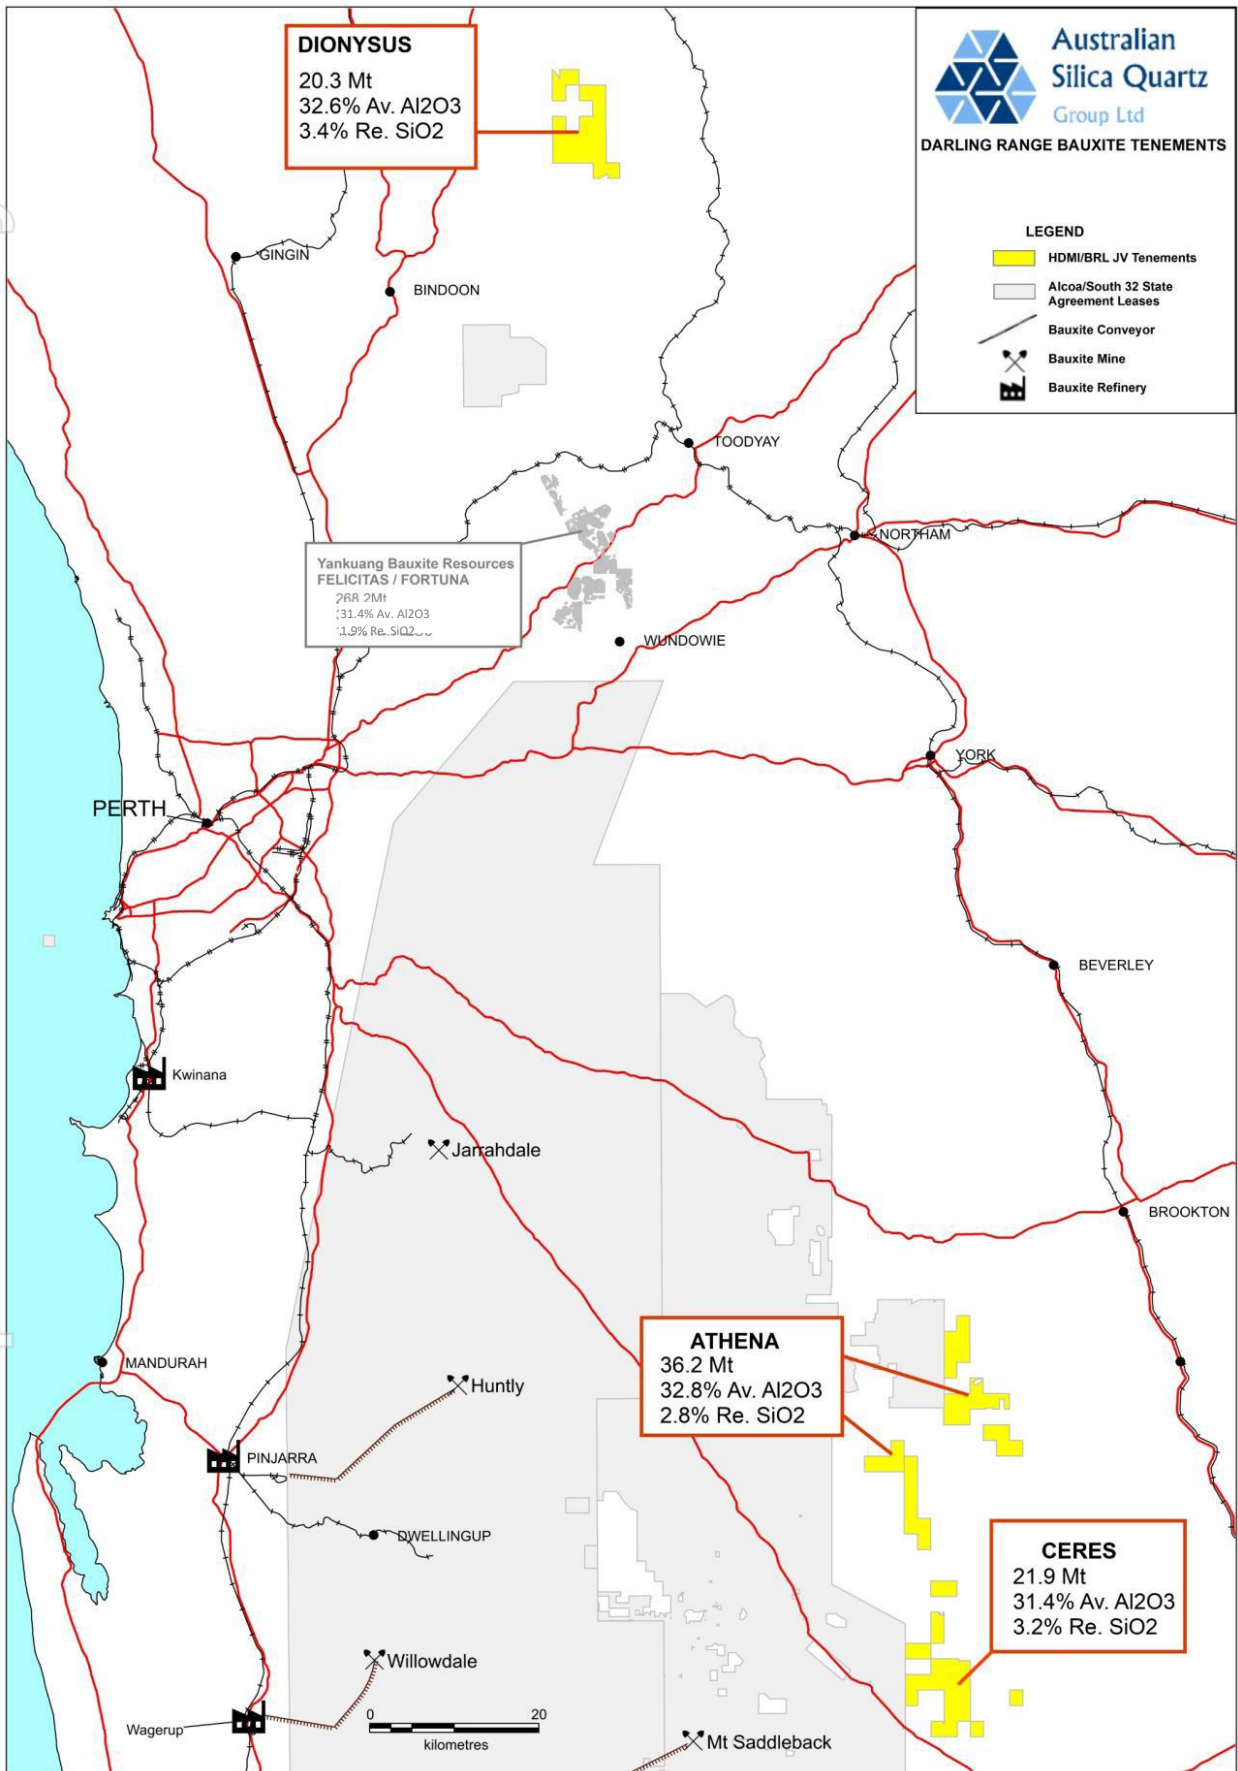 DIONYSUS
20.3 Mt
32.6% Av. Al2O3
3.4% Re. SiO2
Australian
Silica Quartz
Group Ltd
DARLING RANGE BAUXITE TENEMENTS
LEGEND
HDMI/BRL JV Tenements
Alcoa/South 32 State
Agreement Leases
Bauxite Conveyor
Bauxite Mine
Bauxite Refinery
GINGIN
BINDOON
TOODYAY
NORTHAM
Yankuang Bauxite Resources
FELICITAS / FORTUNA
268.2Mt
31.4% Av. Al2O3
1.9% Re. SiO2
WUNDOWIE
YORK
PERTH
BEVERLEY
Kwinana
Jarrahdale
BROOKTON
MANDURAH
ATHENA
36.2 Mt
32.8% Av. Al2O3
2.8% Re. SiO2
Huntly
PINJARRA
DWELLINGUP
CERES
21.9 Mt
31.4% Av. Al2O3
3.2% Re. SiO2
Willowdale
Wagerup
0 20
kilometres
Mt Saddleback